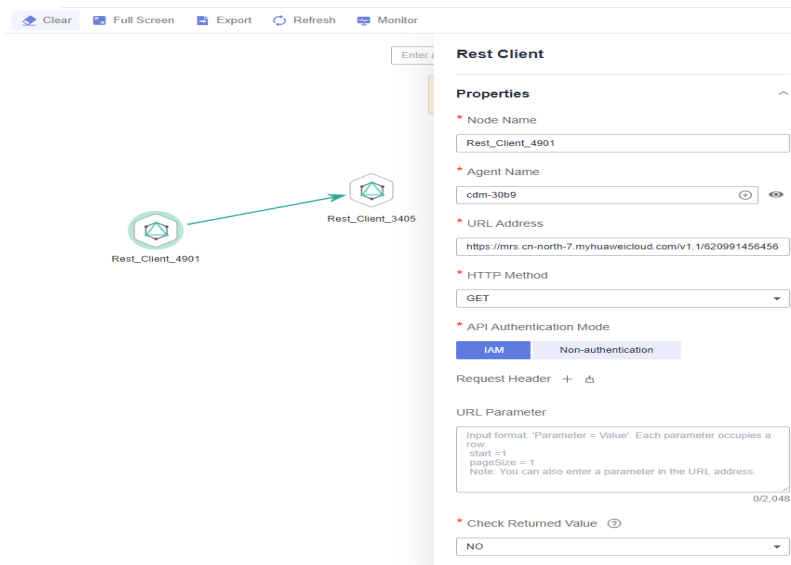 Clear Full Screen Export Refresh Monitor
Enter
Rest Client
Properties
* Node Name
Rest_Client_4901
* Agent Name
cdm-30b9
* URL Address
https://mrs.cn-north-7.myhuaweicloud.com/v1.1/620991456456
* HTTP Method
GET
* API Authentication Mode
IAM Non-authentication
Request Header
URL Parameter
Input format: 'Parameter = Value'. Each parameter occupies a
row.
start =1
pageSize = 1
Note: You can also enter a parameter in the URL address.
0/2,048
* Check Returned Value ?
NO
Rest_Client_3405
Rest_Client_4901